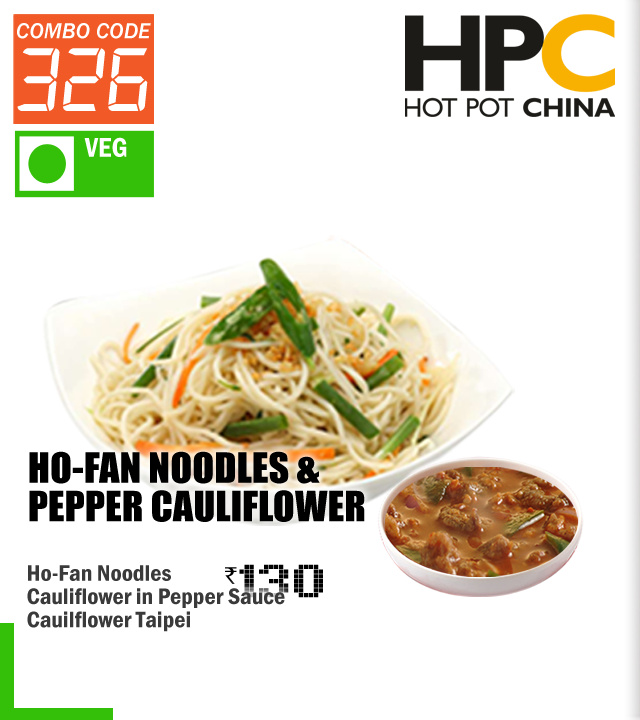 COMBO CODE
326
VEG
HPC
HOT POT CHINA
HO-FAN NOODLES &
PEPPER CAULIFLOWER
Ho-Fan Noodles
₹130
Cauliflower in Pepper Sauce
Cauilflower Taipei